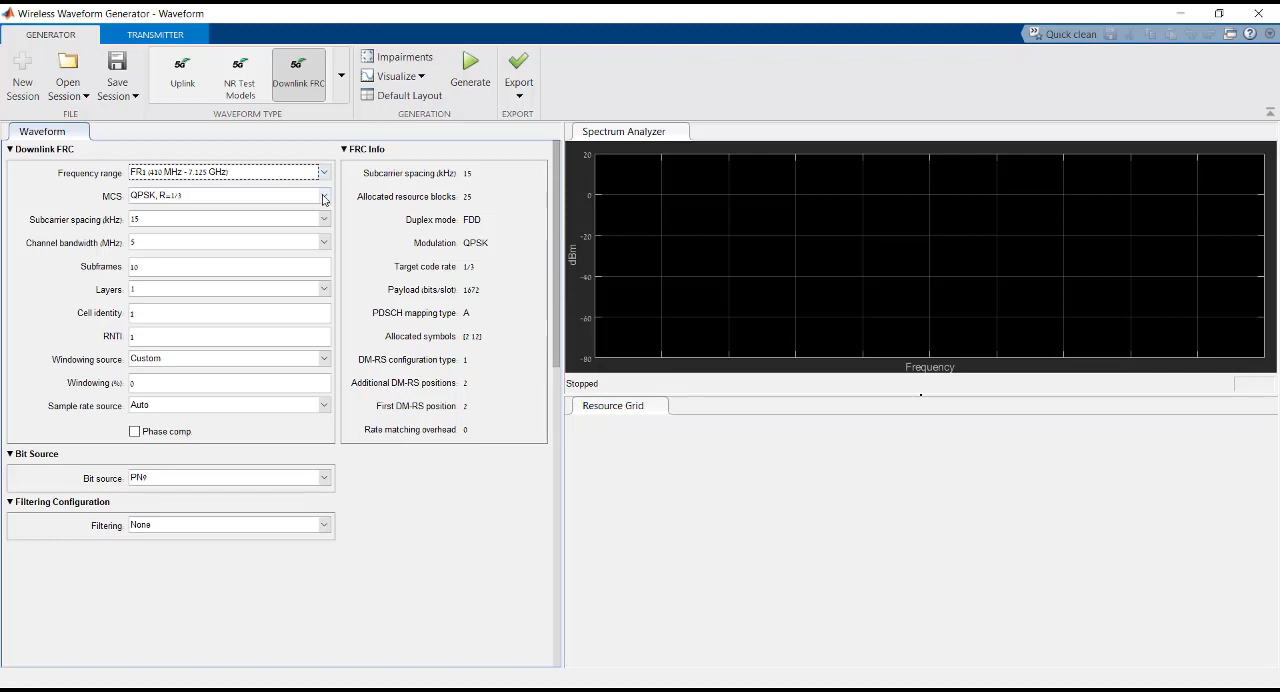 Wireless Waveform Generator - Waveform
GENERATOR TRANSMITTER Quick clean
New Session Open Session Save Session
FILE
5G Uplink 5G NR Test Models 5G Downlink FRC
WAVEFORM TYPE
Impairments
Visualize
Default Layout
Generate
GENERATION
Export
EXPORT
Waveform
Downlink FRC
Frequency range: FR1 (410 MHz - 7.125 GHz)
MCS: QPSK, R=1/3
Subcarrier spacing (kHz): 15
Channel bandwidth (MHz): 5
Subframes: 10
Layers: 1
Cell identity: 1
RNTI: 1
Windowing source: Custom
Windowing (%): 0
Sample rate source: Auto
Phase comp.
Bit Source
Bit source: PN9
Filtering Configuration
Filtering: None
FRC Info
Subcarrier spacing (kHz): 15
Allocated resource blocks: 25
Duplex mode: FDD
Modulation: QPSK
Target code rate: 1/3
Payload (bits/slot): 1672
PDSCH mapping type: A
Allocated symbols: [2 12]
DM-RS configuration type: 1
Additional DM-RS positions: 2
First DM-RS position: 2
Rate matching overhead: 0
Spectrum Analyzer
20
0
-20
-40
-60
-80
dBm
Frequency
Stopped
Resource Grid